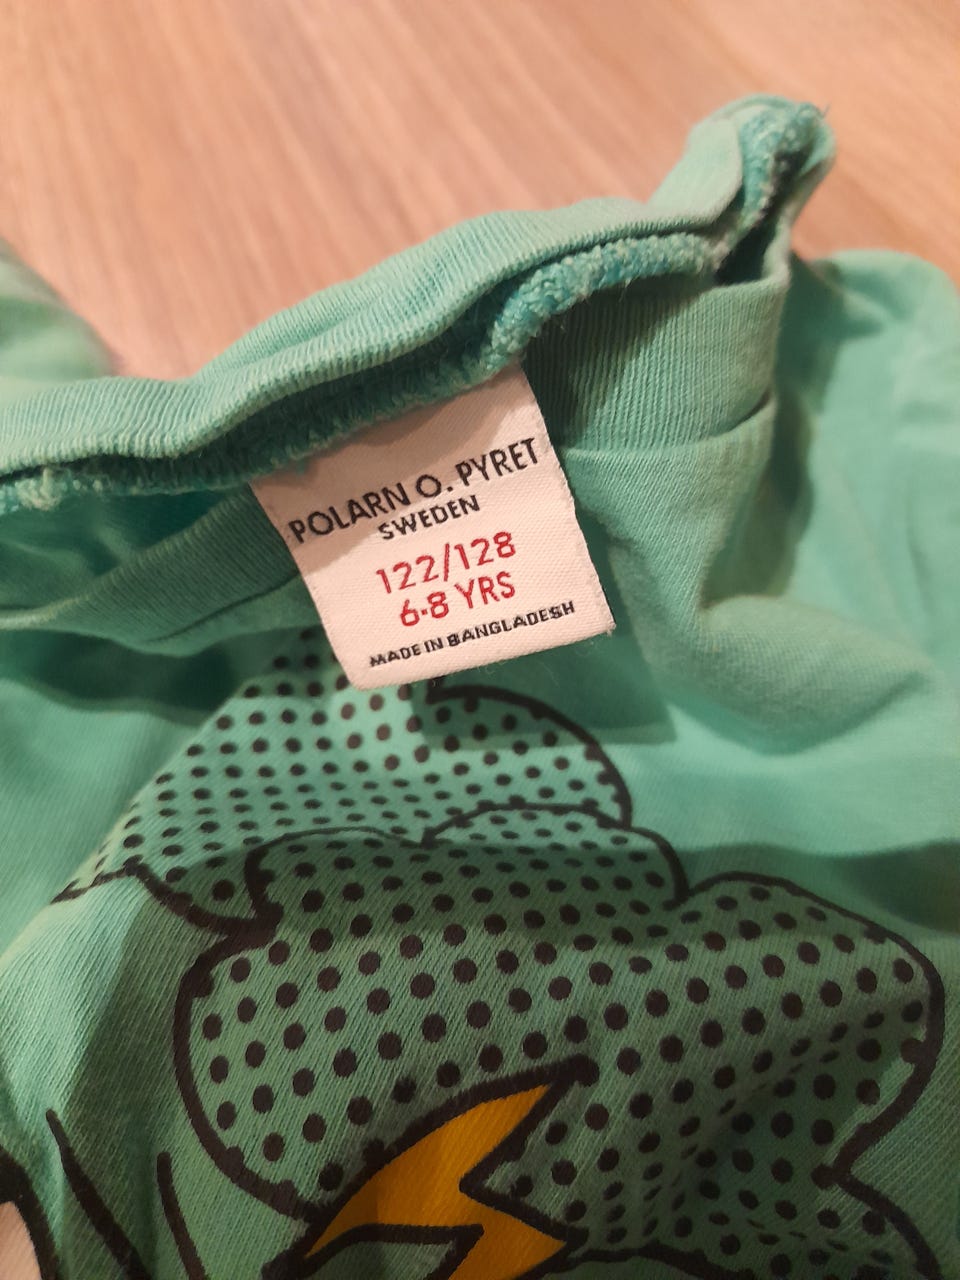 POLARN O. PYRET
SWEDEN
122/128
6-8 YRS
MADE IN BANGLADESH